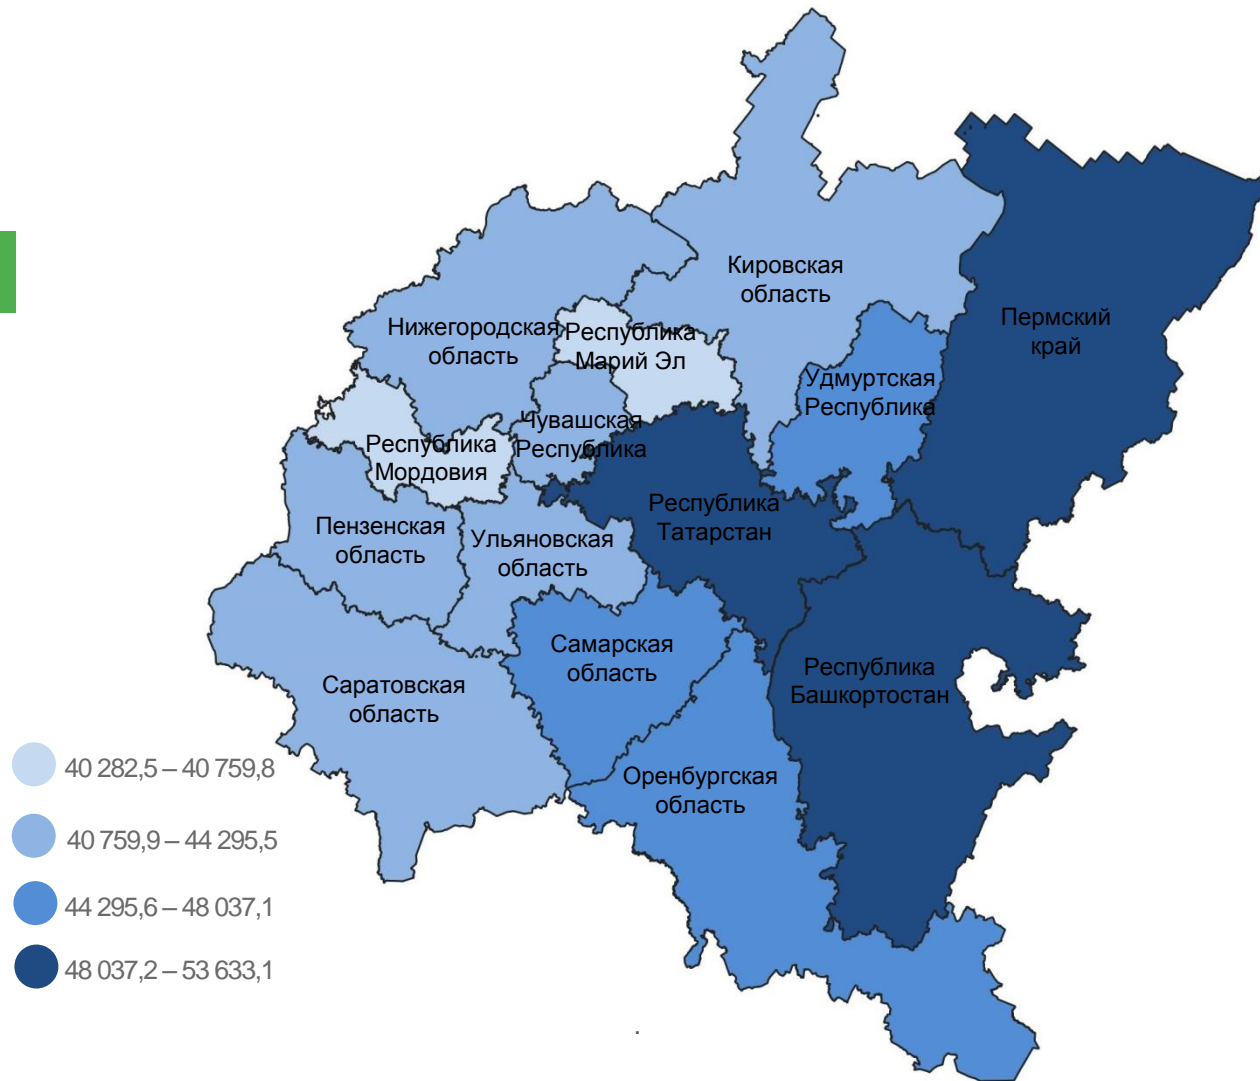 Кировская
область
Пермский
край
Нижегородская
область
Республика
Марий Эл
Удмуртская
Республика
Чувашская
Республика
Республика
Мордовия
Республика
Татарстан
Пензенская
область
Ульяновская
область
Самарская
область
Республика
Башкортостан
Саратовская
область
Оренбургская
область
40 282,5 – 40 759,8
40 759,9 – 44 295,5
44 295,6 – 48 037,1
48 037,2 – 53 633,1